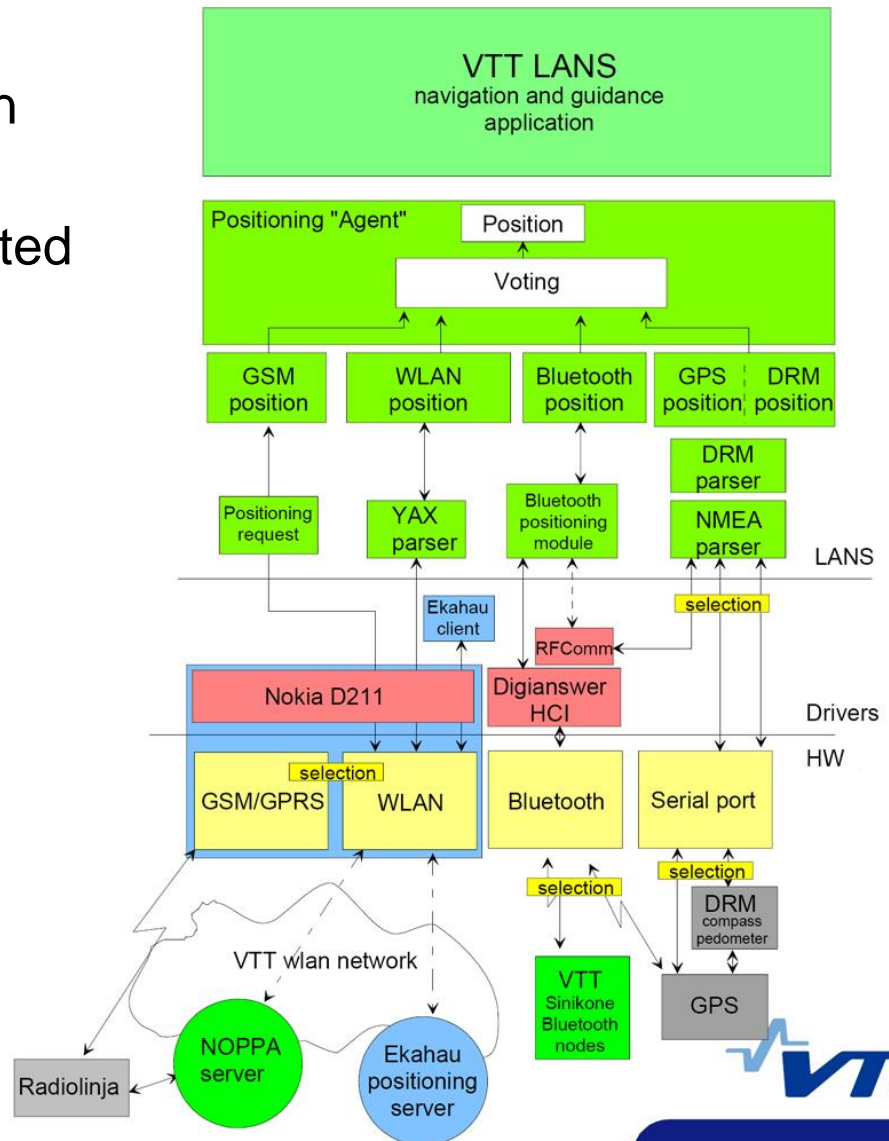 VTT LANS
navigation and guidance
application
ted
Positioning "Agent"
Position
Voting
GSM
position
WLAN
position
Bluetooth
position
GPS
position
DRM
position
DRM
parser
Positioning
request
YAX
parser
Bluetooth
positioning
module
NMEA
parser
LANS
selection
Ekahau
client
RFComm
Nokia D211
Digianswer
HCI
Drivers
HW
selection
GSM/GPRS
WLAN
Bluetooth
Serial port
selection
selection
DRM
compass
pedometer
VTT wlan network
VTT
Sinikone
Bluetooth
nodes
GPS
NOPPA
server
Ekahau
positioning
server
Radiolinja
VT